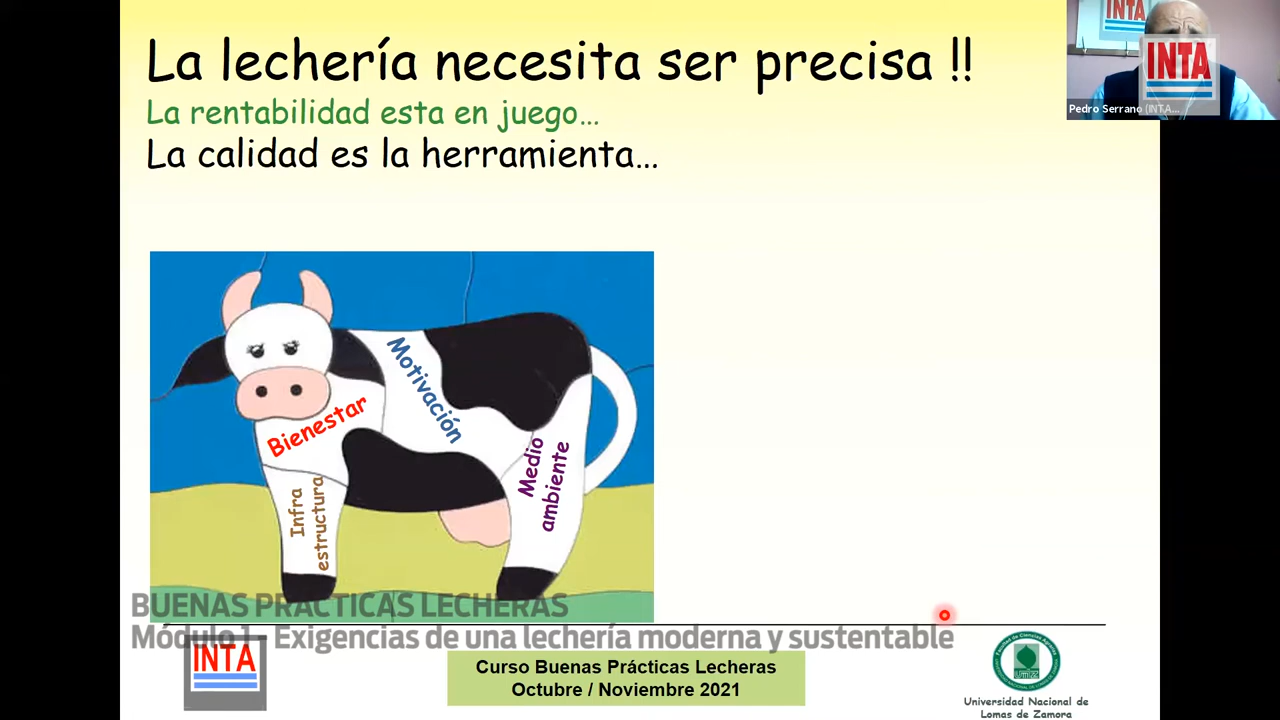 La lechería necesita ser precisa !!
La rentabilidad esta en juego...
La calidad es la herramienta...
INTA
INTA
Pedro Serrano (INTA...
Motivación
Bienestar
Medio
ambiente
Infra
estructura
BUENAS PRÁCTICAS LECHERAS
Módulo 1 - Exigencias de una lechería moderna y sustentable
INTA
Curso Buenas Prácticas Lecheras
Octubre / Noviembre 2021
Universidad Nacional de
Lomas de Zamora